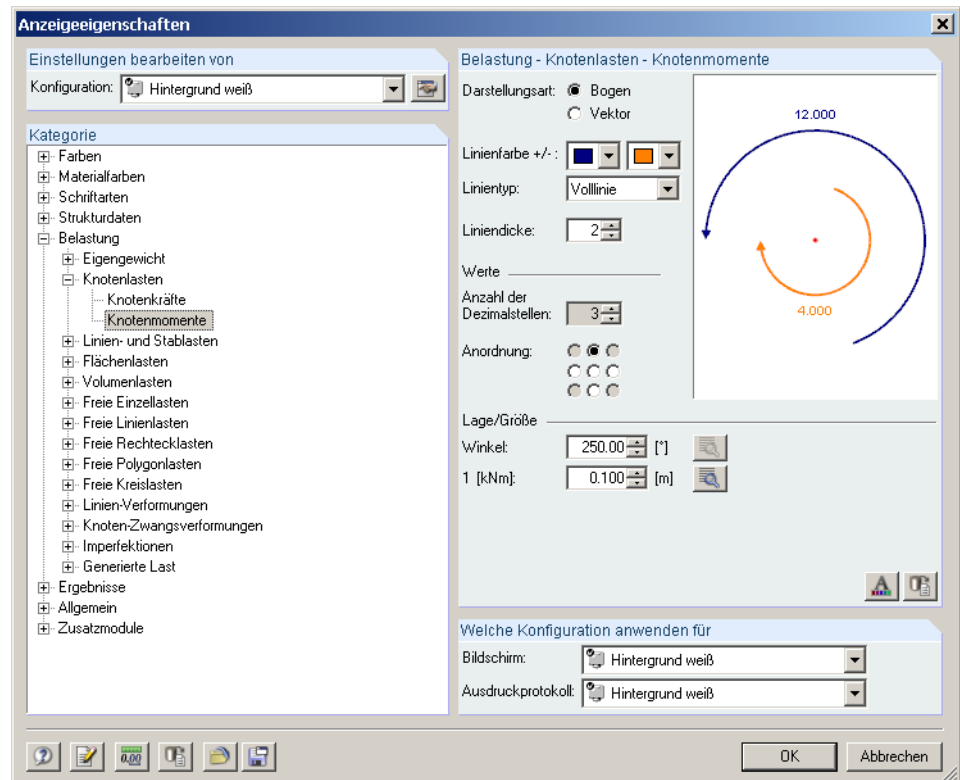 Anzeigeeigenschaften
Einstellungen bearbeiten von
Konfiguration: Hintergrund weiß
Kategorie
Farben
Materialfarben
Schriftarten
Strukturdaten
Belastung
Eigengewicht
Knotenlasten
Knotenkräfte
Knotenmomente
Linien- und Stablasten
Flächenlasten
Volumenlasten
Freie Einzellasten
Freie Linienlasten
Freie Rechtecklasten
Freie Polygonlasten
Freie Kreislasten
Linien-Verformungen
Knoten-Zwangsverformungen
Imperfektionen
Generierte Last
Ergebnisse
Allgemein
Zusatzmodule
Belastung - Knotenlasten - Knotenmomente
Darstellungsart: Bogen
Vektor
Linienfarbe +/- :
Linientyp: Volllinie
Liniendicke: 2
Werte
Anzahl der
Dezimalstellen: 3
Anordnung:
12.000
4.000
Lage/Größe
Winkel: 250.00 [°]
1 [kNm]: 0.100 [m]
A
Welche Konfiguration anwenden für
Bildschirm: Hintergrund weiß
Ausdruckprotokoll: Hintergrund weiß
0.00
OK Abbrechen